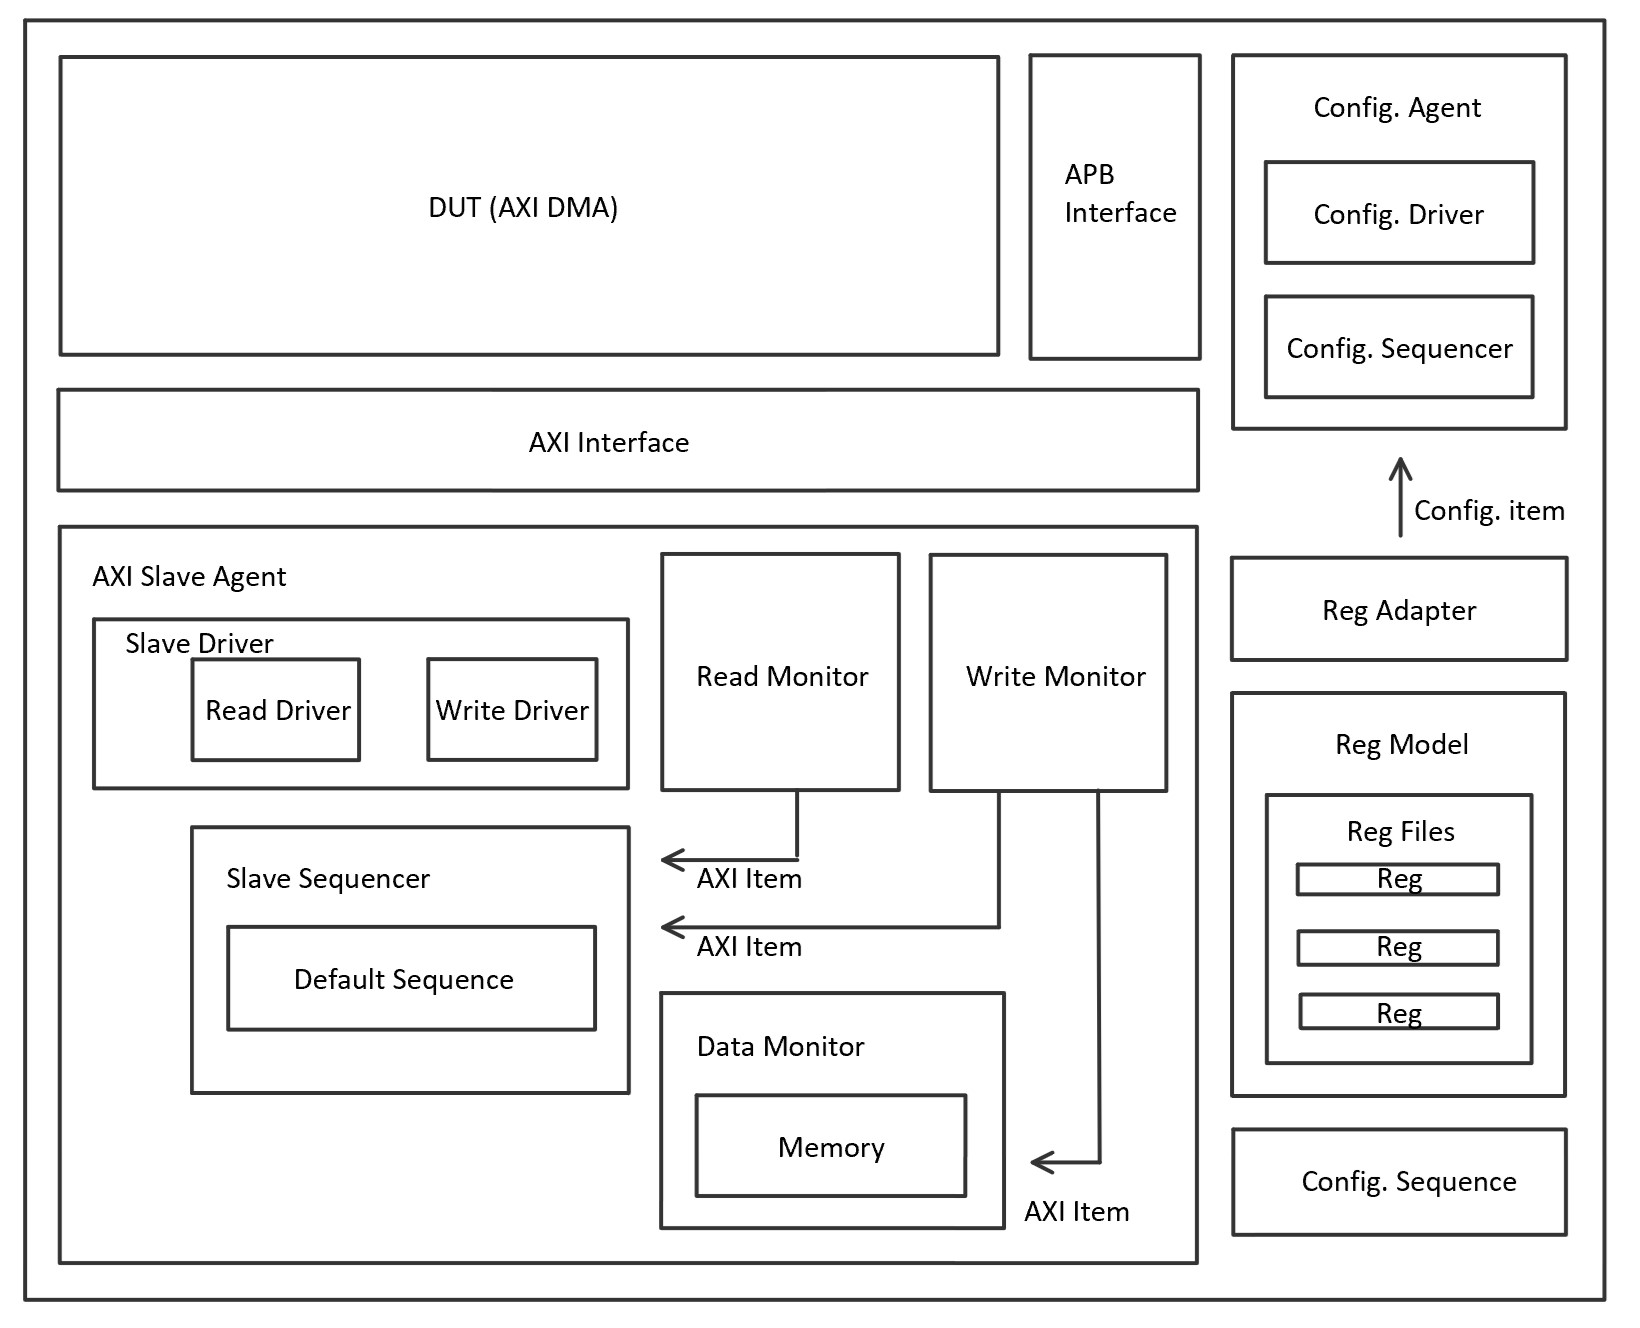 DUT (AXI DMA)
APB
Interface
Config. Agent
Config. Driver
Config. Sequencer
AXI Interface
Config. item
AXI Slave Agent
Slave Driver
Read Driver
Write Driver
Read Monitor
Write Monitor
Reg Adapter
Reg Model
Reg Files
Reg
Reg
Reg
Slave Sequencer
Default Sequence
AXI Item
AXI Item
Data Monitor
Memory
AXI Item
Config. Sequence